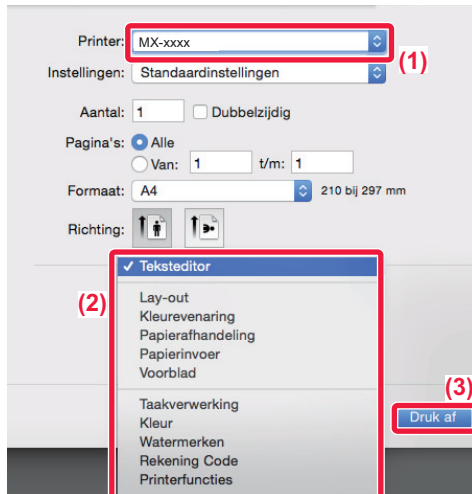 Printer: MX-xxxx
(1)
Instellingen: Standaardinstellingen
Aantal: 1 Dubbelzijdig
Pagina's: Alle
Van: 1 t/m: 1
Formaat: A4 210 bij 297 mm
Richting:
✓ Teksteditor
(2)
Lay-out
Kleurevenaring
Papierafhandeling
Papierinvoer
Voorblad
(3)
Taakverwerking
Druk af
Kleur
Watermerken
Rekening Code
Printerfuncties